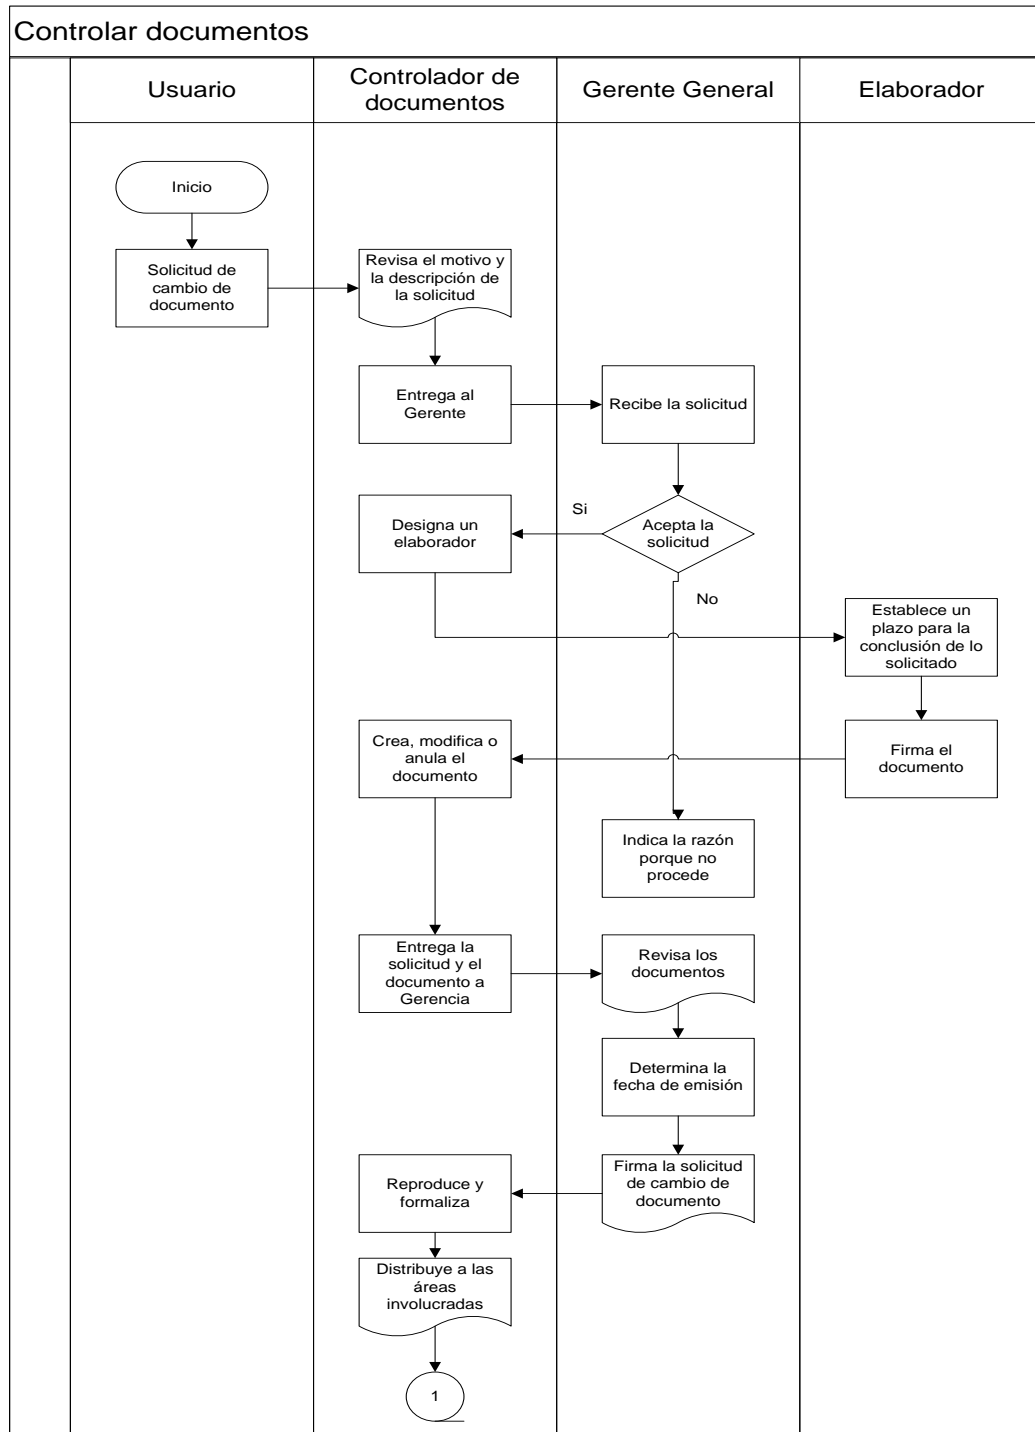 Controlar documentos
Usuario
Controlador de
documentos
Gerente General
Elaborador
Inicio
Solicitud de
cambio de
documento
Revisa el motivo y
la descripción de
la solicitud
Entrega al
Gerente
Recibe la solicitud
Designa un
elaborador
Si
Acepta la
solicitud
No
Establece un
plazo para la
conclusión de lo
solicitado
Crea, modifica o
anula el
documento
Firma el
documento
Indica la razón
porque no
procede
Entrega la
solicitud y el
documento a
Gerencia
Revisa los
documentos
Determina la
fecha de emisión
Firma la solicitud
de cambio de
documento
Reproduce y
formaliza
Distribuye a las
áreas
involucradas
1